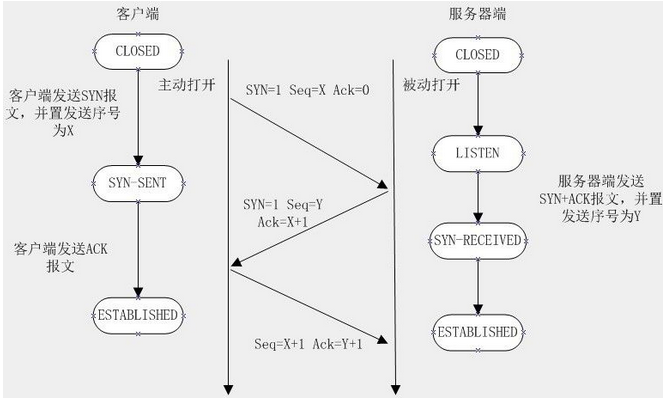 客户端
服务器端
CLOSED
CLOSED
主动打开
被动打开
客户端发送SYN报
文，并置发送序号
为X
SYN=1 Seq=X Ack=0
LISTEN
SYN-SENT
服务器端发送
SYN+ACK报文，并置
发送序号为Y
SYN=1 Seq=Y
Ack=X+1
SYN-RECEIVED
客户端发送ACK
报文
ESTABLISHED
ESTABLISHED
Seq=X+1 Ack=Y+1